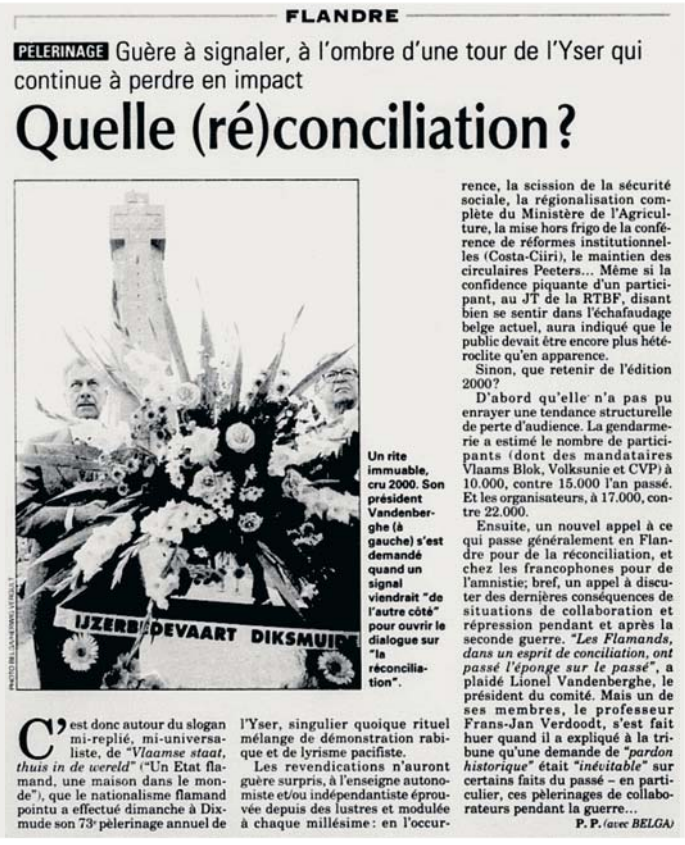 FLANDRE
PÈLERINAGE Guère à signaler, à l'ombre d'une tour de l'Yser qui
continue à perdre en impact
Quelle (ré)conciliation ?
IJZERBEDEVAART DIKSMUIDE
PHOTO BELGA/HERWIG VERGULT
Un rite
immuable,
cru 2000. Son
président
Vandenber-
ghe (à
gauche) s'est
demandé
quand un
signal
viendrait "de
l'autre côté"
pour ouvrir le
dialogue sur
"la
réconcilia-
tion".
C'est donc autour du slogan
mi-replié, mi-universa-
liste, de "Vlaamse staat,
thuis in de wereld" ("Un Etat fla-
mand, une maison dans le mon-
de"), que le nationalisme flamand
pointu a effectué dimanche à Dix-
mude son 73e pèlerinage annuel de
l'Yser, singulier quoique rituel
mélange de démonstration rabi-
que et de lyrisme pacifiste.
Les revendications n'auront
guère surpris, à l'enseigne autono-
miste et/ou indépendantiste éprou-
vée depuis des lustres et modulée
à chaque millésime : en l'occur-
rence, la scission de la sécurité
sociale, la régionalisation com-
plète du Ministère de l'Agricul-
ture, la mise hors frigo de la confé-
rence de réformes institutionnel-
les (Costa-Ciiri), le maintien des
circulaires Peeters... Même si la
confidence piquante d'un partici-
pant, au JT de la RTBF, disant
bien se sentir dans l'échafaudage
belge actuel, aura indiqué que le
public devait être encore plus hété-
roclite qu'en apparence.
Sinon, que retenir de l'édition
2000?
D'abord qu'elle n'a pas pu
enrayer une tendance structurelle
de perte d'audience. La gendarme-
rie a estimé le nombre de partici-
pants (dont des mandataires
Vlaams Blok, Volksunie et CVP) à
10.000, contre 15.000 l'an passé.
Et les organisateurs, à 17.000, con-
tre 22.000.
Ensuite, un nouvel appel à ce
qui passe généralement en Flan-
dre pour de la réconciliation, et
chez les francophones pour de
l'amnistie; bref, un appel à discu-
ter des dernières conséquences de
situations de collaboration et
répression pendant et après la
seconde guerre. "Les Flamands,
dans un esprit de conciliation, ont
passé l'éponge sur le passé", a
plaidé Lionel Vandenberghe, le
président du comité. Mais un de
ses membres, le professeur
Frans-Jan Verdoodt, s'est fait
huer quand il a expliqué à la tri-
bune qu'une demande de "pardon
historique" était "inévitable" sur
certains faits du passé – en parti-
culier, ces pèlerinages de collabo-
rateurs pendant la guerre...
P. P. (avec BELGA)